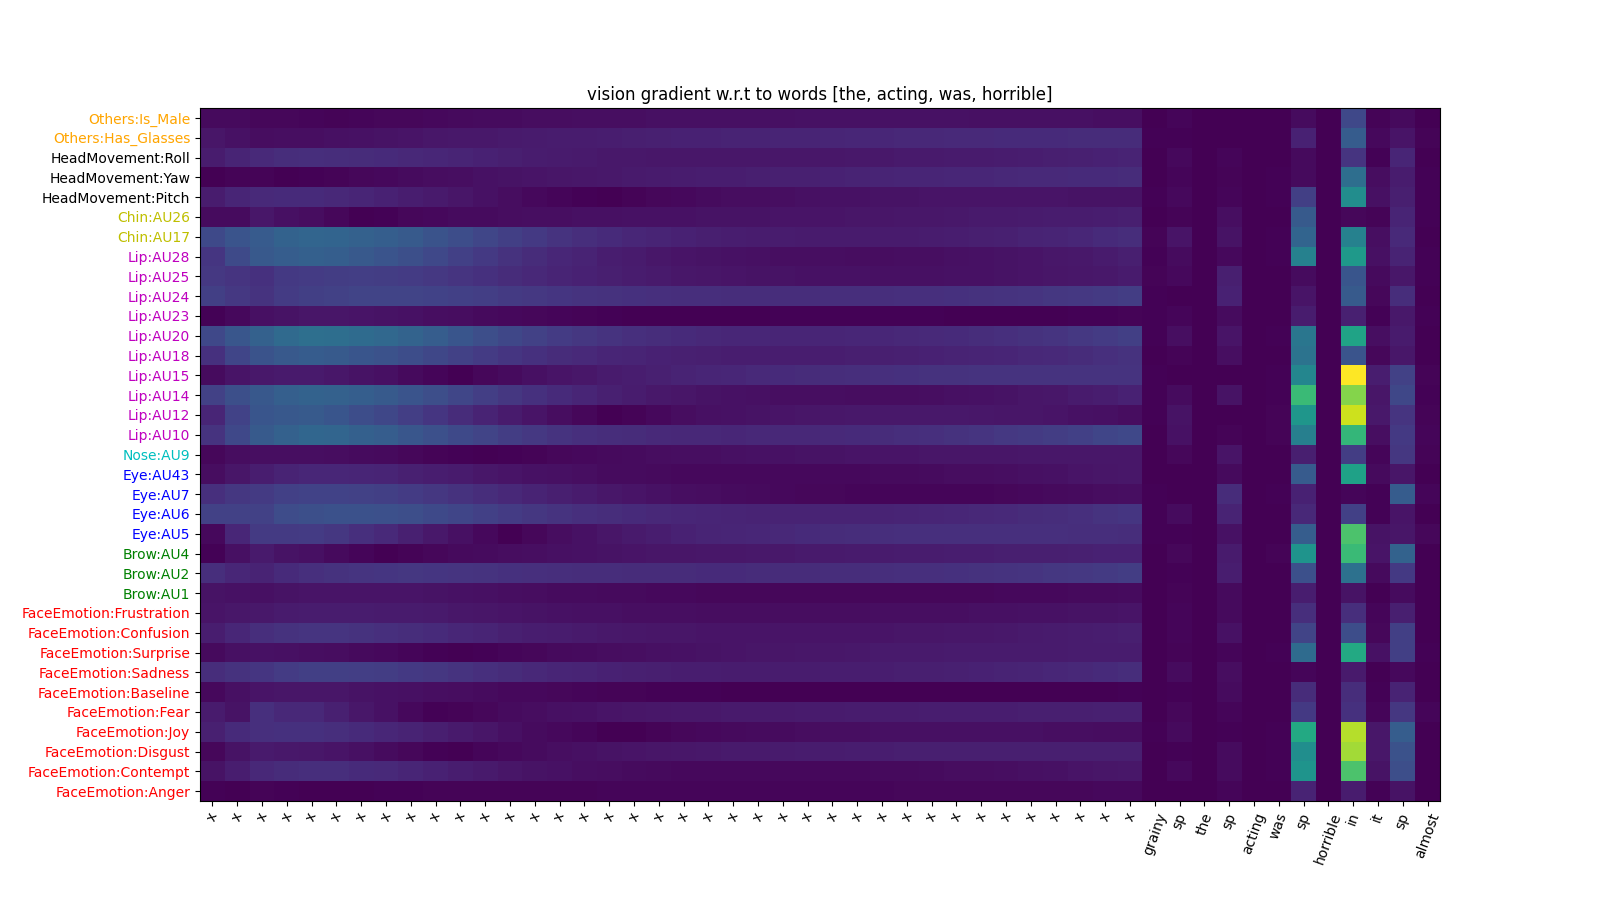 vision gradient w.r.t to words [the, acting, was, horrible]
Others:Is_Male
Others:Has_Glasses
HeadMovement:Roll
HeadMovement:Yaw
HeadMovement:Pitch
Chin:AU26
Chin:AU17
Lip:AU28
Lip:AU25
Lip:AU24
Lip:AU23
Lip:AU20
Lip:AU18
Lip:AU15
Lip:AU14
Lip:AU12
Lip:AU10
Nose:AU9
Eye:AU43
Eye:AU7
Eye:AU6
Eye:AU5
Brow:AU4
Brow:AU2
Brow:AU1
FaceEmotion:Frustration
FaceEmotion:Confusion
FaceEmotion:Surprise
FaceEmotion:Sadness
FaceEmotion:Baseline
FaceEmotion:Fear
FaceEmotion:Joy
FaceEmotion:Disgust
FaceEmotion:Contempt
FaceEmotion:Anger
x x x x x x x x x x x x x x x x x x x x x x x x x x x x x x x x x x x x x x grainy sp the sp acting was sp horrible in it sp almost